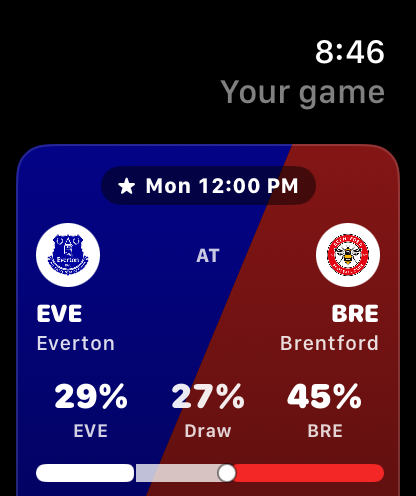 8:46
Your game
Mon 12:00 PM
AT
Everton
EVE
BRE
Everton
Brentford
29%
27%
45%
EVE
Draw
BRE